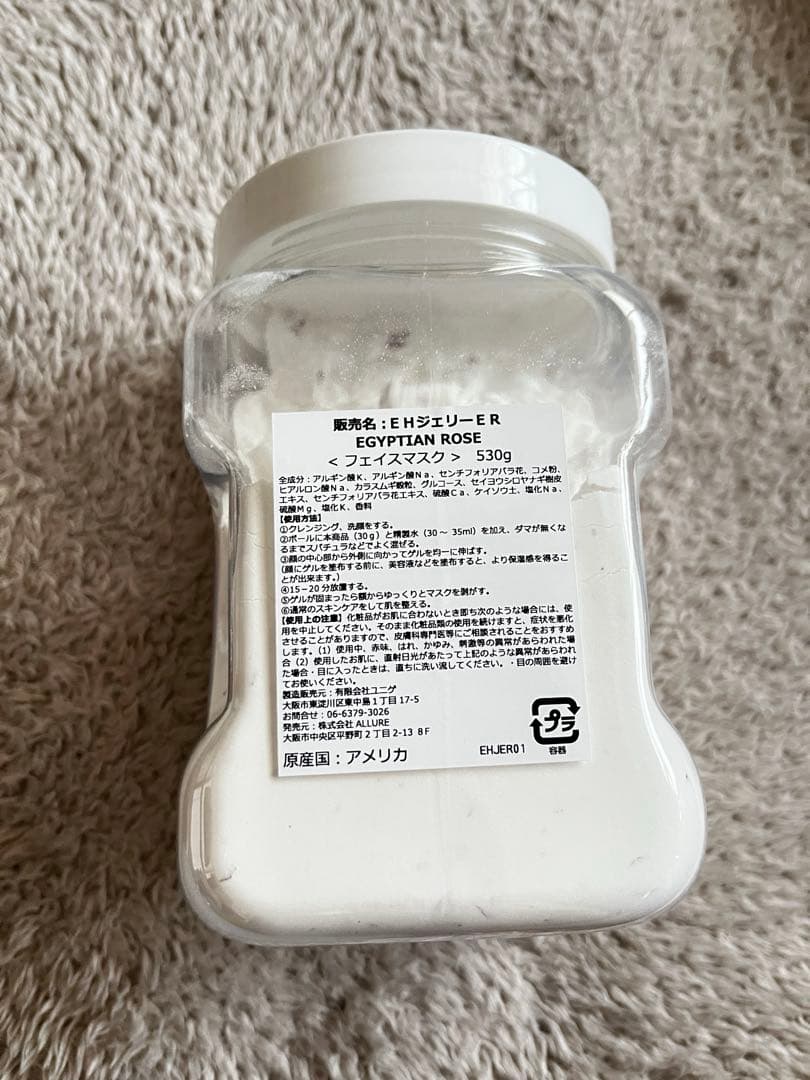 販売名：ＥＨジェリーＥＲ
EGYPTIAN ROSE
＜フェイスマスク＞ 530g
全成分：アルギン酸Ｋ、アルギン酸Ｎａ、センチフォリアバラ花、コメ粉、
ヒアルロン酸Ｎａ、カラスムギ穀粒、グルコース、セイヨウシロヤナギ樹皮
エキス、センチフォリアバラ花エキス、硫酸Ｃａ、ケイソウ土、塩化Ｎａ、
硫酸Ｍｇ、塩化Ｋ、香料
【使用方法】
①クレンジング、洗顔をする。
②ボールに本商品（30ｇ）と精製水（30 ～ 35ml）を加え、ダマが無くな
るまでスパチュラなどでよく混ぜる。
③顔の中心部から外側に向かってゲルを均一に伸ばす。
（顔にゲルを塗布する前に、美容液などを塗布すると、より保湿感を得るこ
とが出来ます。）
④15－20 分放置する。
⑤ゲルが固まったら額からゆっくりとマスクを剥がす。
⑥通常のスキンケアをして肌を整える。
【使用上の注意】化粧品がお肌に合わないとき即ち次のような場合には、使
用を中止してください。そのまま化粧品類の使用を続けますと、症状を悪化
させることがありますので、皮膚科専門医等にご相談されることをおすすめ
します。（1）使用中、赤味、はれ、かゆみ、刺激等の異常があらわれた場
合（2）使用したお肌に、直射日光があたって上記のような異常があらわれ
た場合・目に入ったときは、直ちに洗い流してください。・目の周囲を避け
てお使いください。
製造販売元：有限会社ユニゲ
大阪市東淀川区東中島１丁目 17-5
お問合せ：06-6379-3026
発売元：株式会社 ALLURE
大阪市中央区平野町２丁目 2-13 ８Ｆ
原産国：アメリカ
EHJER01
プラ
容器